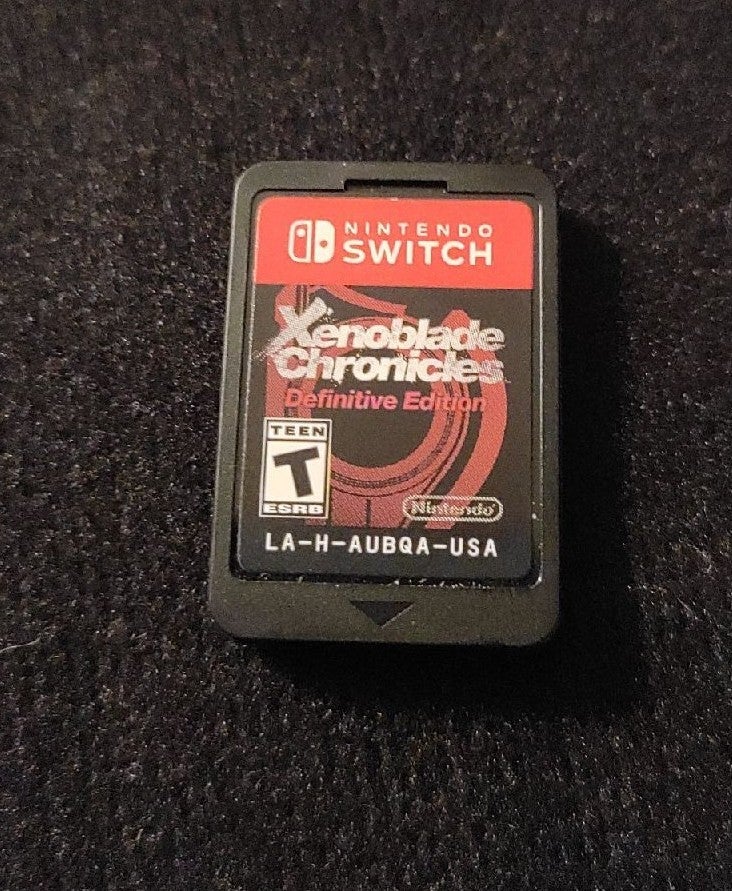 NINTENDO
SWITCH
Xenoblade
Chronicles
Definitive Edition
TEEN
T
ESRB
Nintendo
LA-H-AUBQA-USA